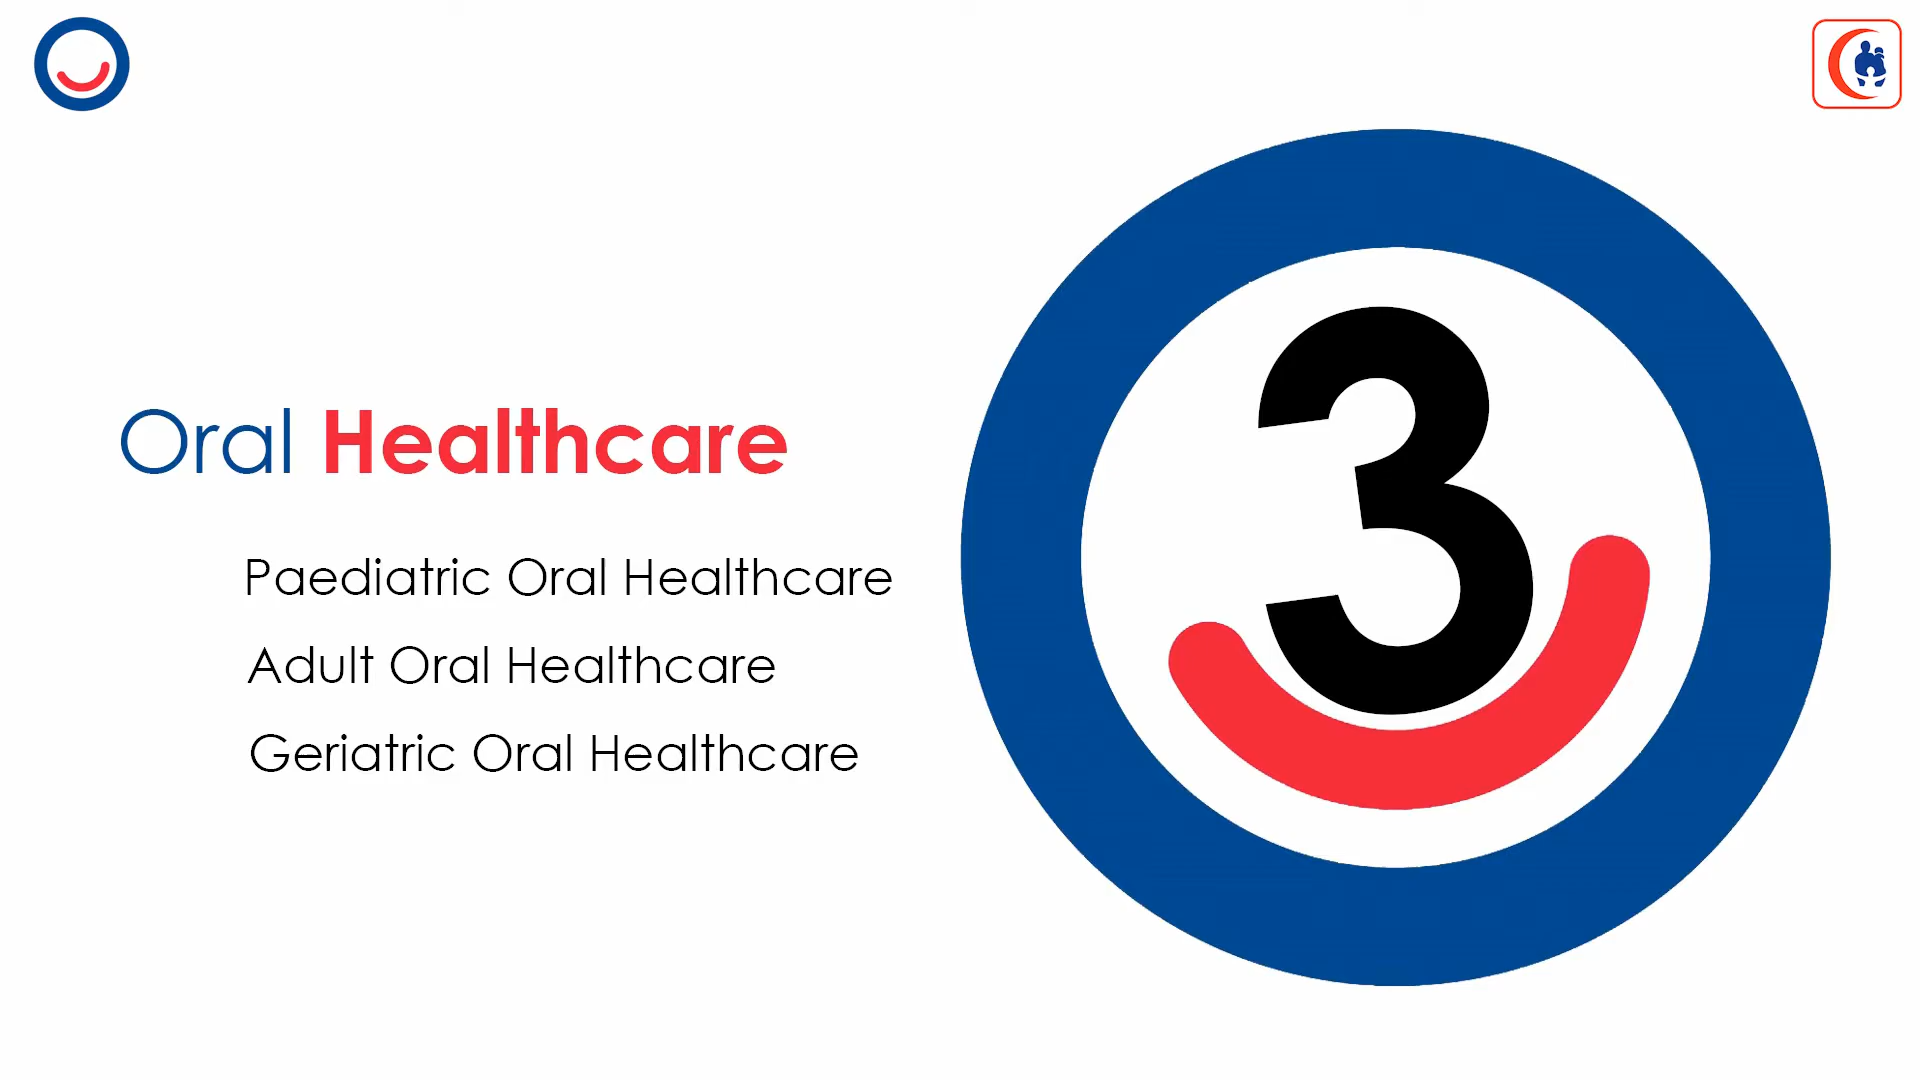 Oral Healthcare
Paediatric Oral Healthcare
Adult Oral Healthcare
Geriatric Oral Healthcare
3